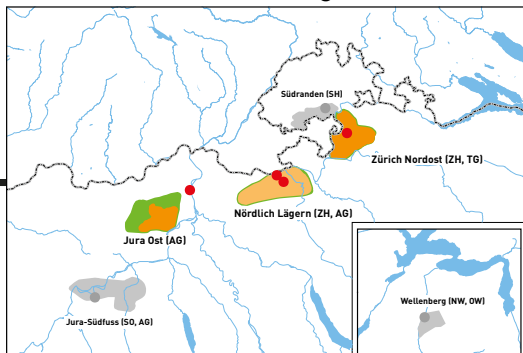 Südranden (SH)
Zürich Nordost (ZH, TG)
Nördlich Lägern (ZH, AG)
Jura Ost (AG)
Jura-Südfuss (SO, AG)
Wellenberg (NW, OW)